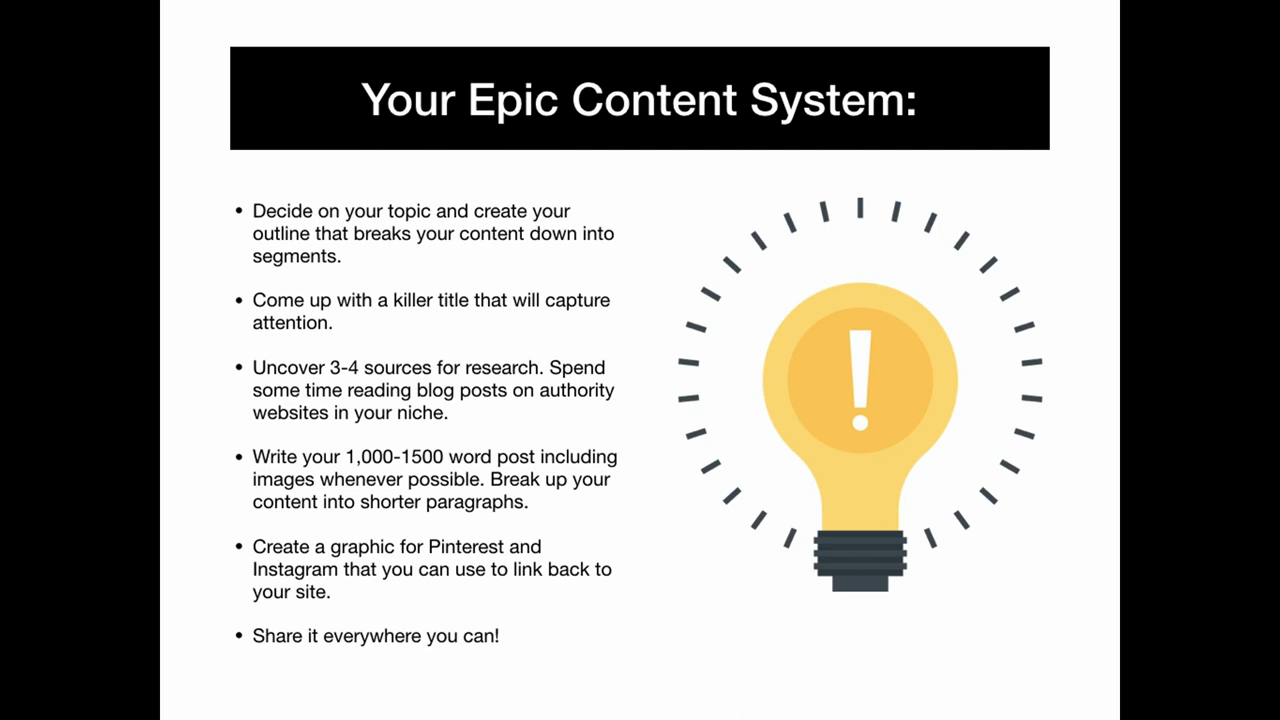 Your Epic Content System:
• Decide on your topic and create your
outline that breaks your content down into
segments.
• Come up with a killer title that will capture
attention.
• Uncover 3-4 sources for research. Spend
some time reading blog posts on authority
websites in your niche.
• Write your 1,000-1500 word post including
images whenever possible. Break up your
content into shorter paragraphs.
• Create a graphic for Pinterest and
Instagram that you can use to link back to
your site.
• Share it everywhere you can!
!